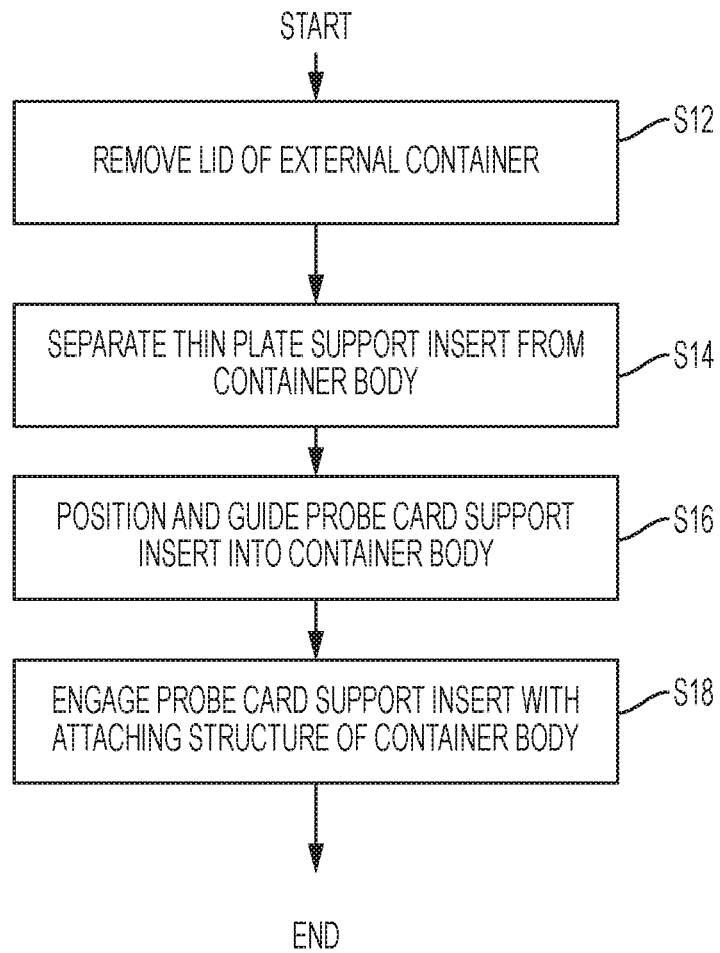 START
REMOVE LID OF EXTERNAL CONTAINER
S12
SEPARATE THIN PLATE SUPPORT INSERT FROM
CONTAINER BODY
S14
POSITION AND GUIDE PROBE CARD SUPPORT
INSERT INTO CONTAINER BODY
S16
ENGAGE PROBE CARD SUPPORT INSERT WITH
ATTACHING STRUCTURE OF CONTAINER BODY
S18
END